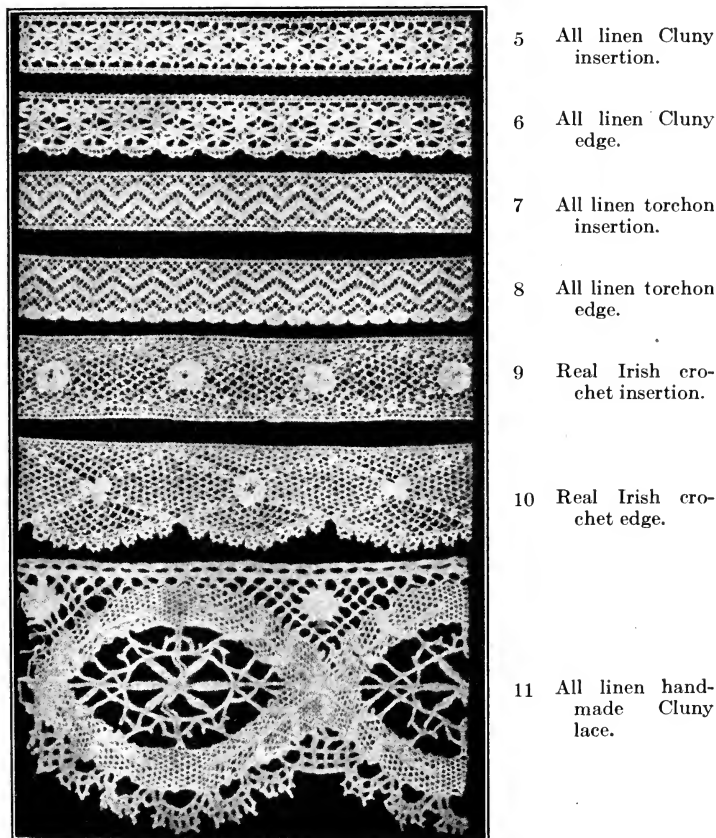 5 All linen Cluny
insertion.
6 All linen Cluny
edge.
7 All linen torchon
insertion.
8 All linen torchon
edge.
9 Real Irish cro-
chet insertion.
10 Real Irish cro-
chet edge.
11 All linen hand-
made Cluny
lace.